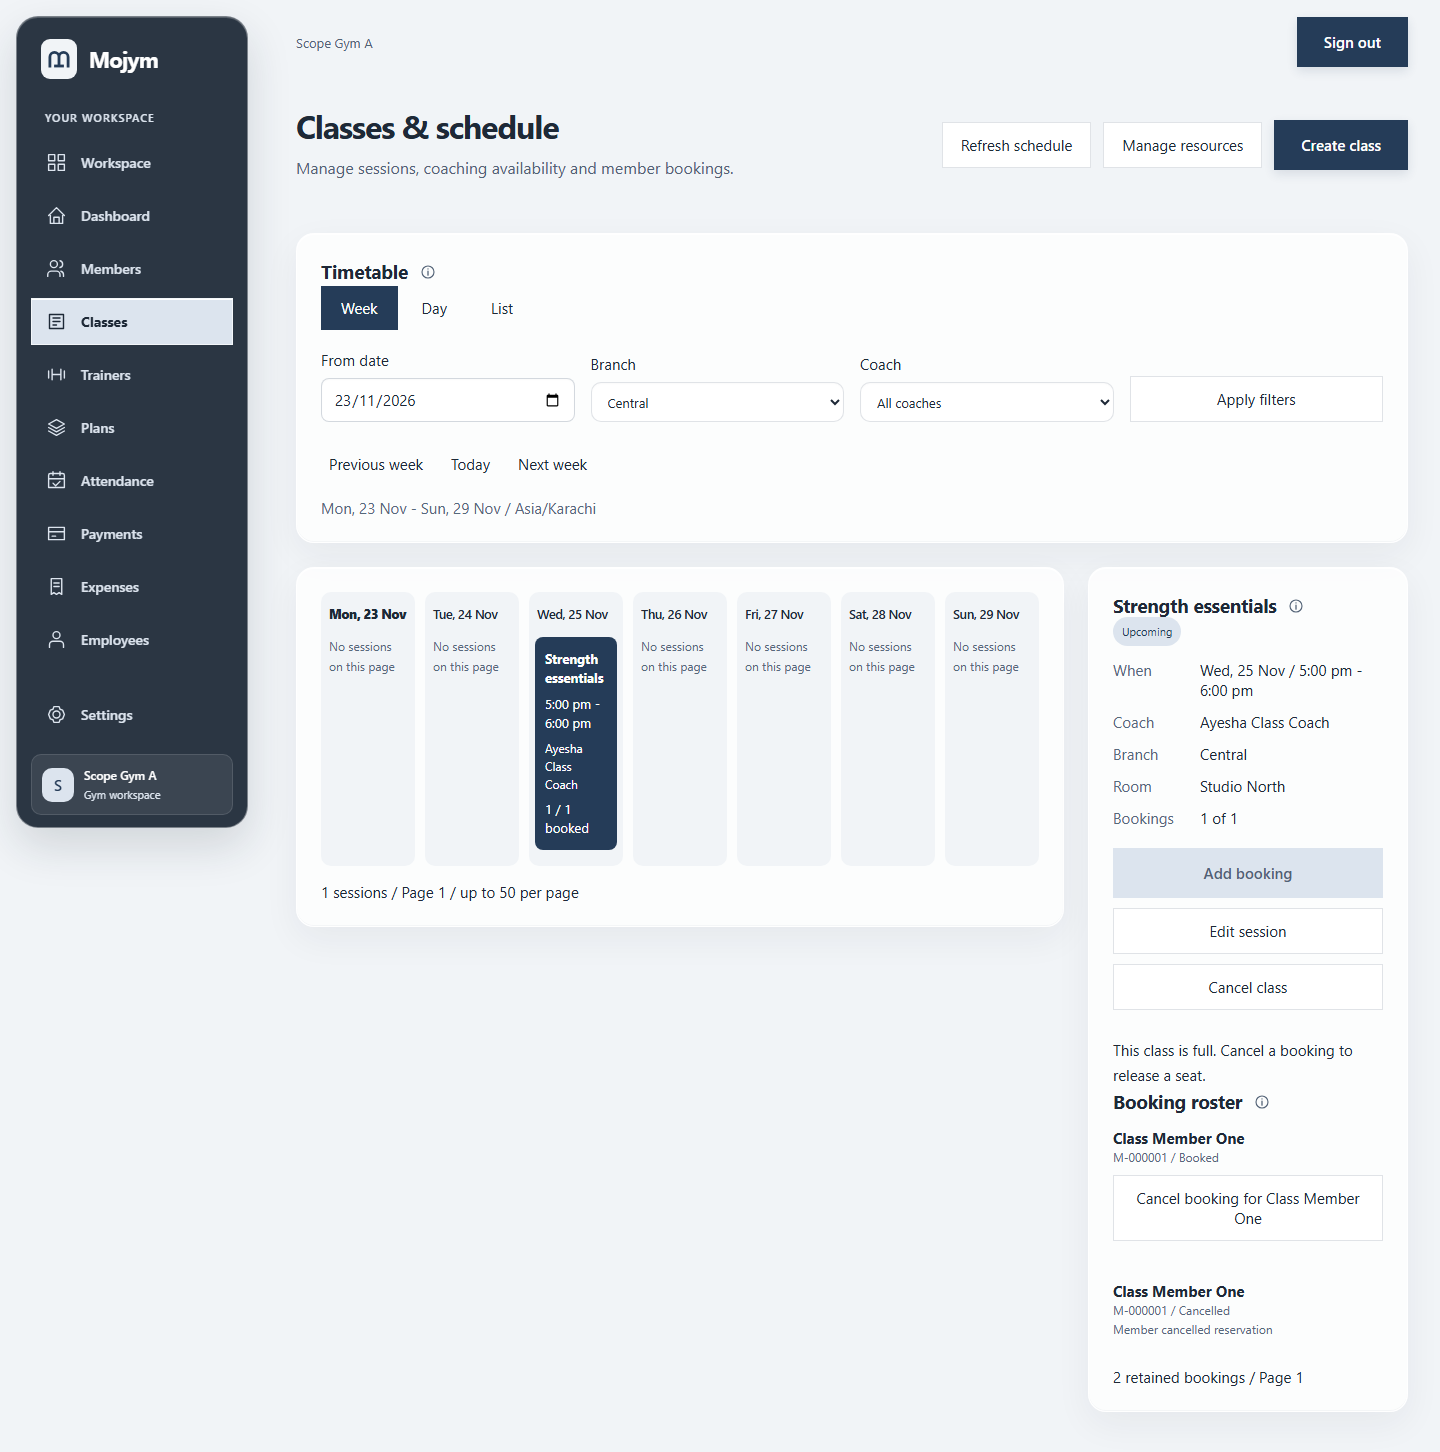 Mojym
YOUR WORKSPACE
Workspace
Dashboard
Members
Classes
Trainers
Plans
Attendance
Payments
Expenses
Employees
Settings
S
Scope Gym A
Gym workspace
Scope Gym A
Sign out
Classes & schedule
Manage sessions, coaching availability and member bookings.
Refresh schedule
Manage resources
Create class
Timetable
Week
Day
List
From date
Branch
Coach
23/11/2026
Central
All coaches
Apply filters
Previous week
Today
Next week
Mon, 23 Nov - Sun, 29 Nov / Asia/Karachi
Mon, 23 Nov
No sessions
on this page
Tue, 24 Nov
No sessions
on this page
Wed, 25 Nov
Strength
essentials
5:00 pm -
6:00 pm
Ayesha
Class
Coach
1 / 1
booked
Thu, 26 Nov
No sessions
on this page
Fri, 27 Nov
No sessions
on this page
Sat, 28 Nov
No sessions
on this page
Sun, 29 Nov
No sessions
on this page
1 sessions / Page 1 / up to 50 per page
Strength essentials
Upcoming
When
Wed, 25 Nov / 5:00 pm -
6:00 pm
Coach
Ayesha Class Coach
Branch
Central
Room
Studio North
Bookings
1 of 1
Add booking
Edit session
Cancel class
This class is full. Cancel a booking to
release a seat.
Booking roster
Class Member One
M-000001 / Booked
Cancel booking for Class Member
One
Class Member One
M-000001 / Cancelled
Member cancelled reservation
2 retained bookings / Page 1